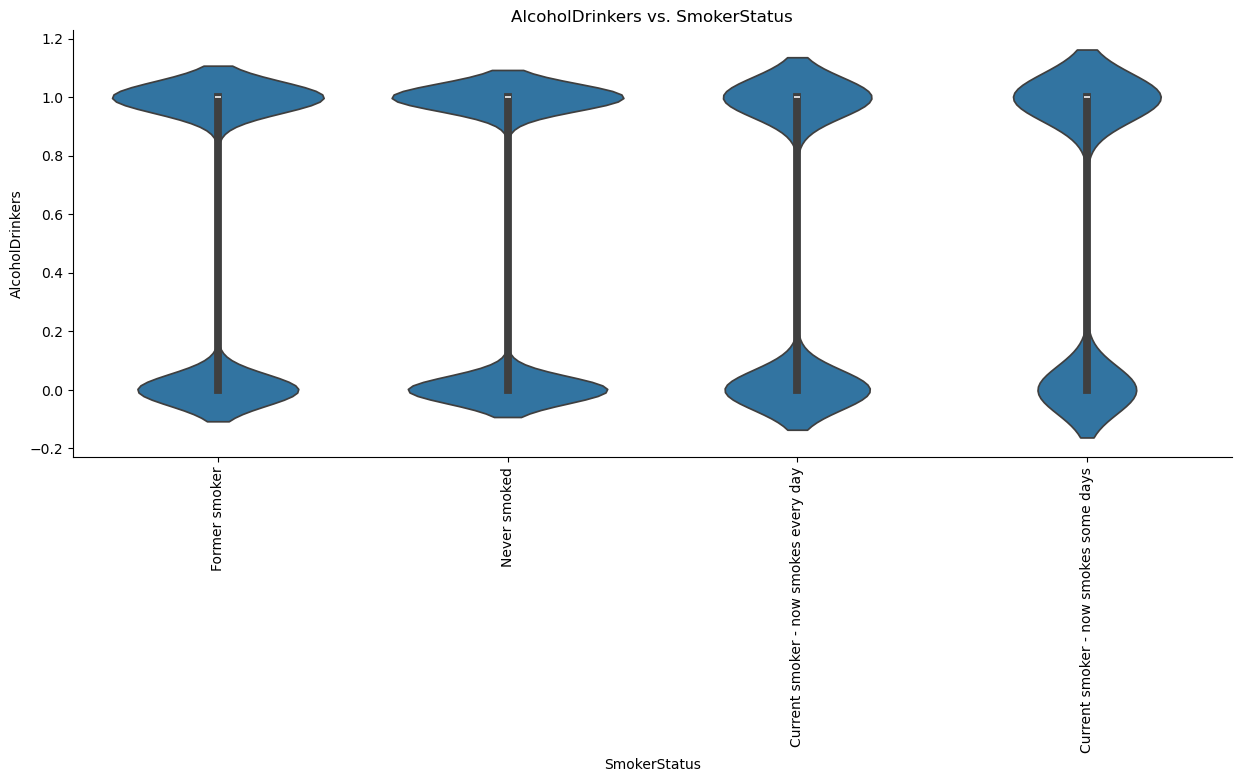 AlcoholDrinkers vs. SmokerStatus
1.2
1.0
0.8
0.6
0.4
0.2
0.0
−0.2
AlcoholDrinkers
Former smoker
Never smoked
Current smoker - now smokes every day
Current smoker - now smokes some days
SmokerStatus